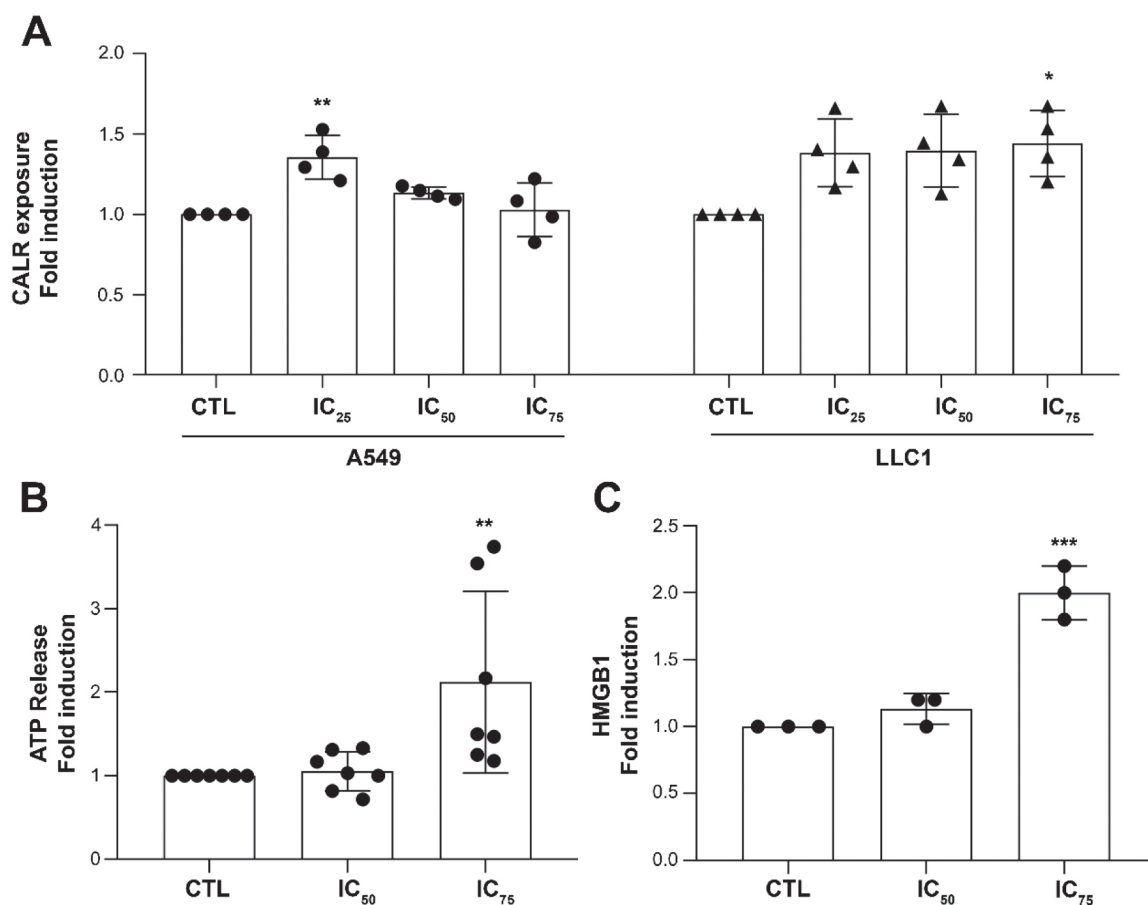 A
CALR exposure
Fold induction
2.0
1.5
1.0
0.5
0.0
**
*
CTL IC25 IC50 IC75 CTL IC25 IC50 IC75
A549 LLC1
B
ATP Release
Fold induction
4
3
2
1
0
**
CTL IC50 IC75
C
HMGB1
Fold induction
2.5
2.0
1.5
1.0
0.5
0.0
***
CTL IC50 IC75